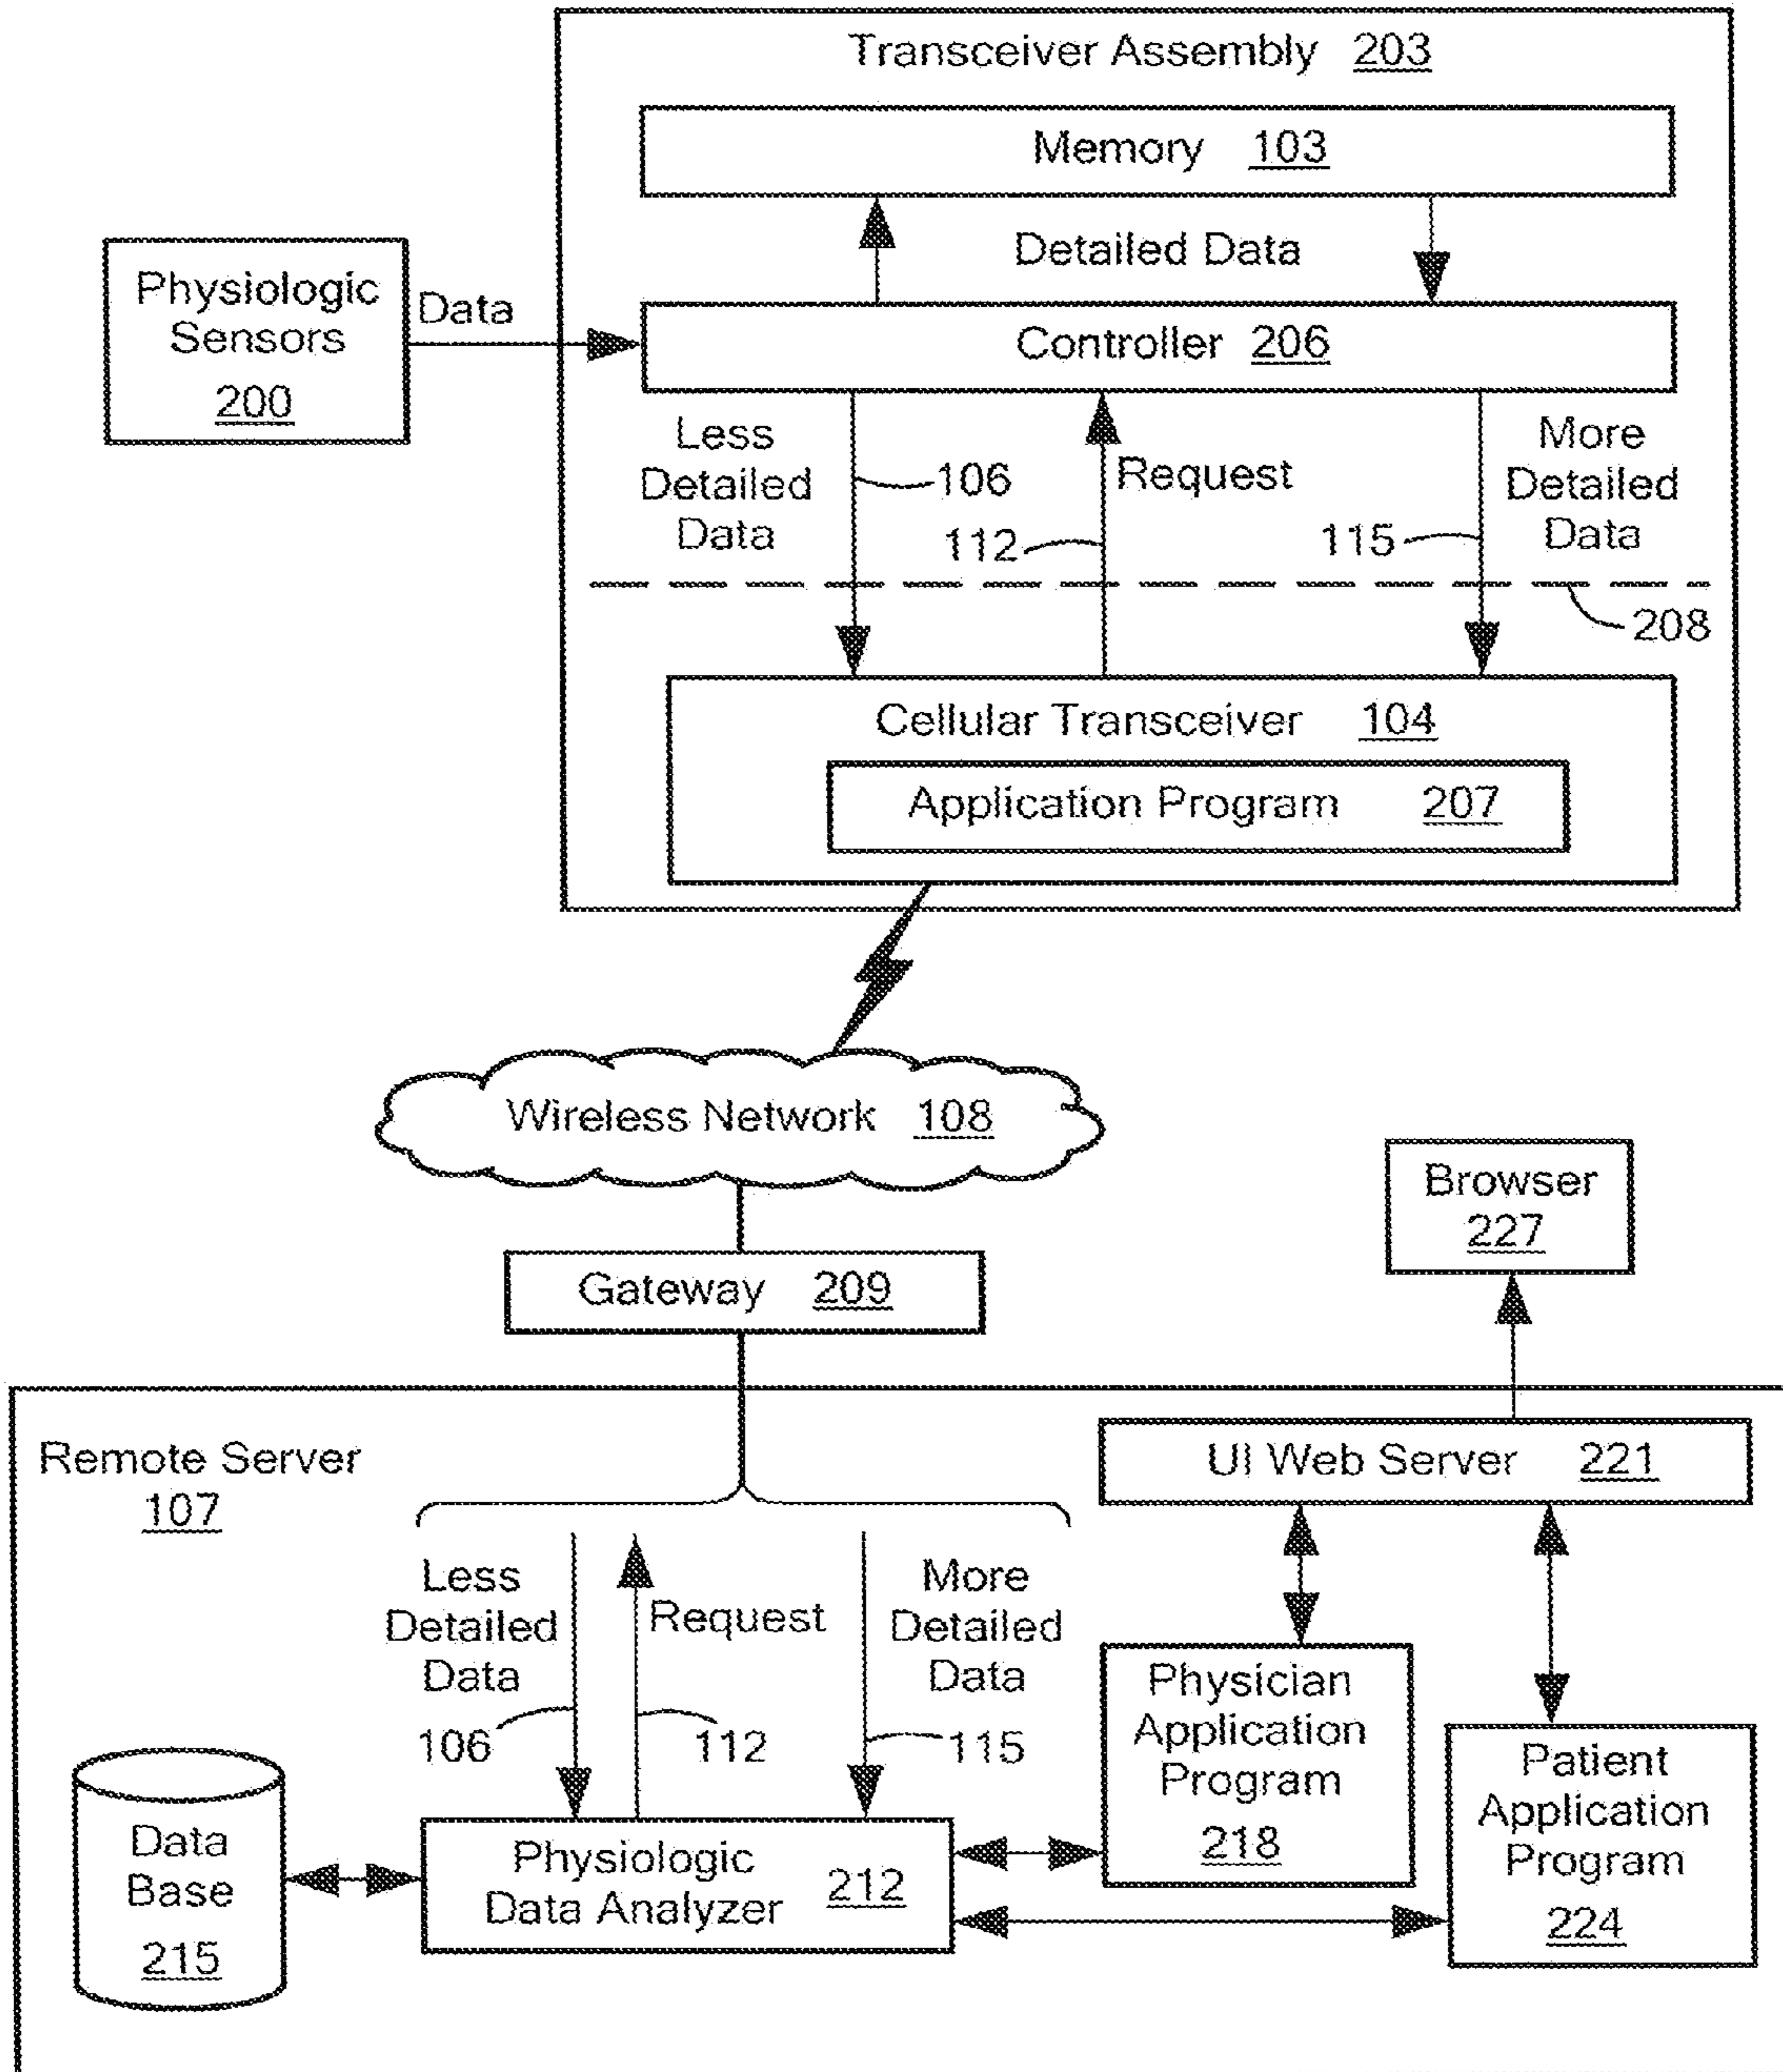 Transceiver Assembly 203
Memory 103
Detailed Data
Physiologic
Sensors
200
Data
Controller 206
Less
Detailed
Data
106
Request
112
115
More
Detailed
Data
208
Cellular Transceiver 104
Application Program 207
Wireless Network 108
Gateway 209
Browser
227
Remote Server
107
UI Web Server 221
Less
Detailed
Data
106
Request
112
More
Detailed
Data
115
Physician
Application
Program
218
Patient
Application
Program
224
Data
Base
215
Physiologic
Data Analyzer 212